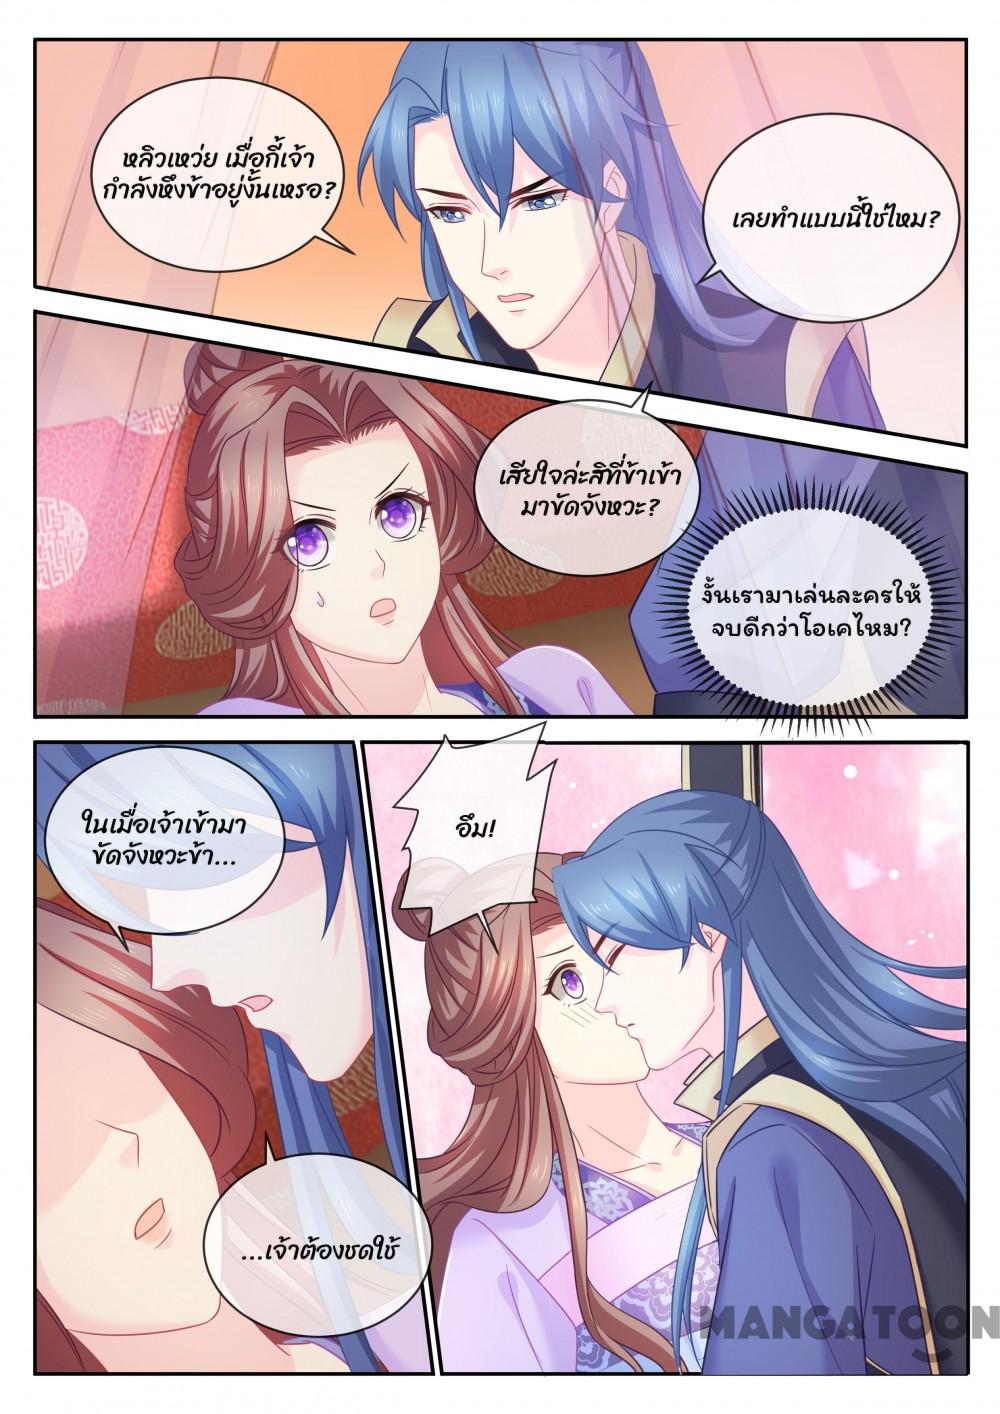 หลิวเหว่ย เมื่อกี้เจ้า
กำลังหึงข้าอยู่งั้นเหรอ?
เลยทำแบบนี้ใช่ไหม?
เสียใจล่ะสิที่ข้าเข้า
มาขัดจังหวะ?
งั้นเรามาเล่นละครให้
จบดีกว่าโอเคไหม?
ในเมื่อเจ้าเข้ามา
ขัดจังหวะข้า...
อึม!
...เจ้าต้องชดใช้
MANGATOON